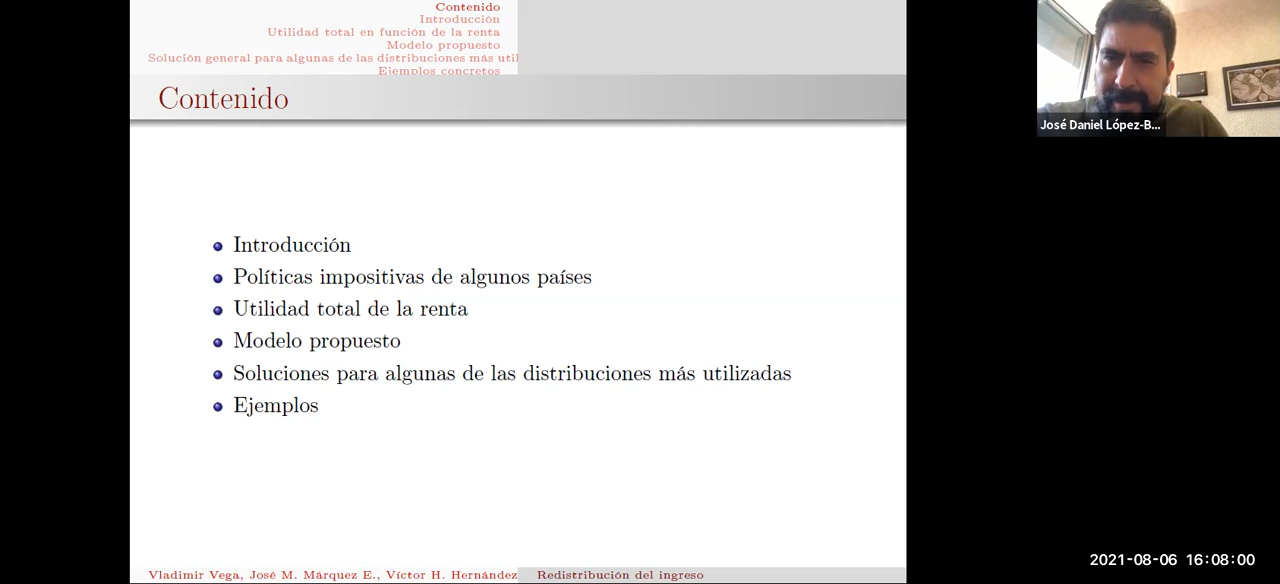 Contenido
Introducción
Utilidad total en función de la renta
Modelo propuesto
Solución general para algunas de las distribuciones más util
Ejemplos concretos
Contenido
Introducción
Políticas impositivas de algunos países
Utilidad total de la renta
Modelo propuesto
Soluciones para algunas de las distribuciones más utilizadas
Ejemplos
Vladimir Vega, José M. Márquez E., Víctor H. Hernández
Redistribución del ingreso
José Daniel López-B...
2021-08-06 16:08:00